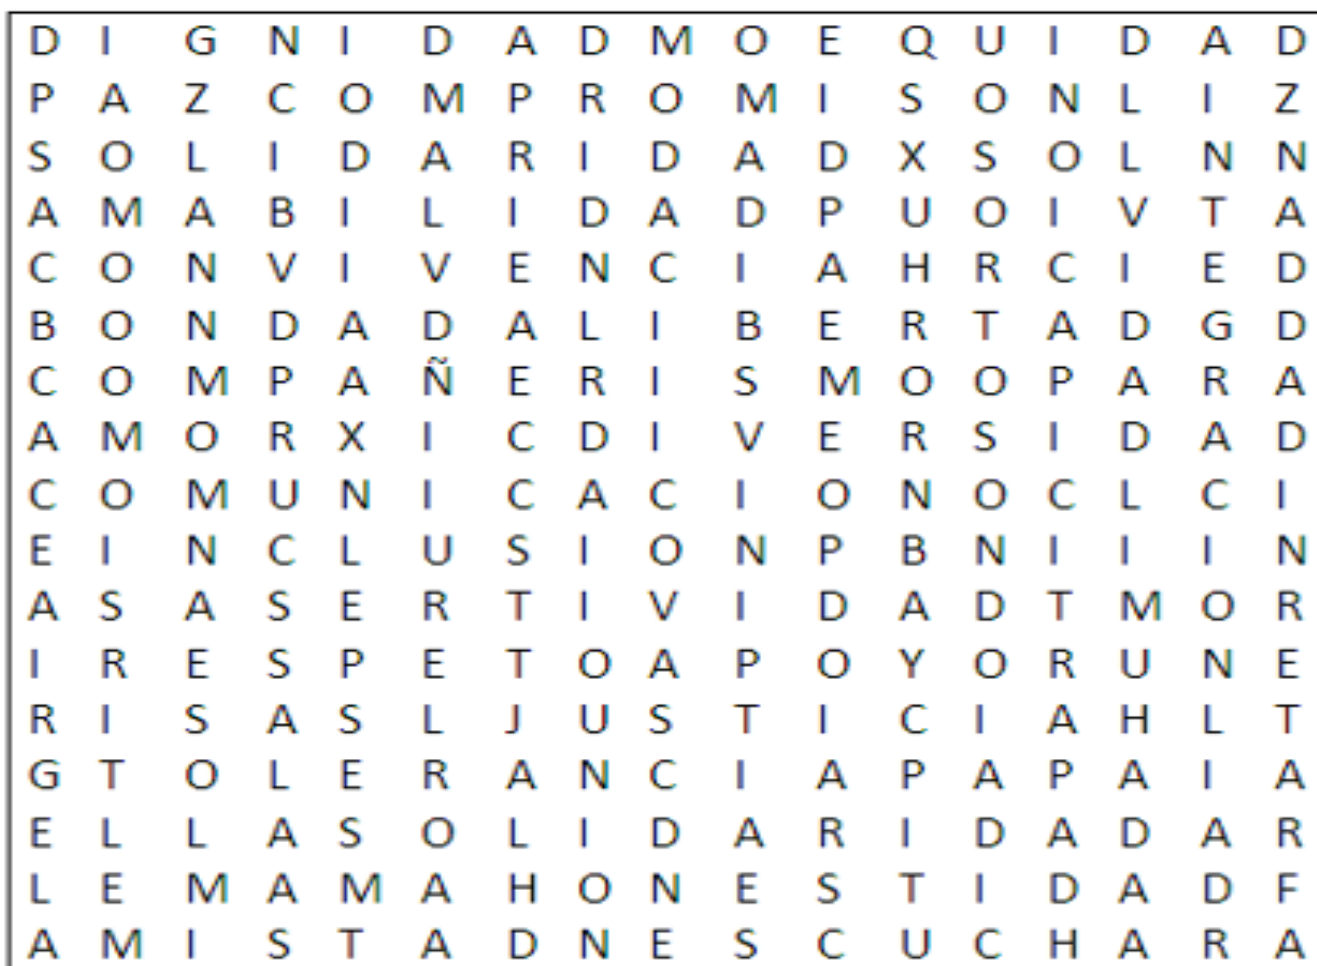 D I G N I D A D M O E Q U I D A D
P A Z C O M P R O M I S O N L I Z
S O L I D A R I D A D X S O L N N
A M A B I L I D A D P U O I V T A
C O N V I V E N C I A H R C I E D
B O N D A D A L I B E R T A D G D
C O M P A Ñ E R I S M O O P A R A
A M O R X I C D I V E R S I D A D
C O M U N I C A C I O N O C L C I
E I N C L U S I O N P B N I I I N
A S A S E R T I V I D A D T M O R
I R E S P E T O A P O Y O R U N E
R I S A S L J U S T I C I A H L T
G T O L E R A N C I A P A P A I A
E L L A S O L I D A R I D A D A R
L E M A M A H O N E S T I D A D F
A M I S T A D N E S C U C H A R A